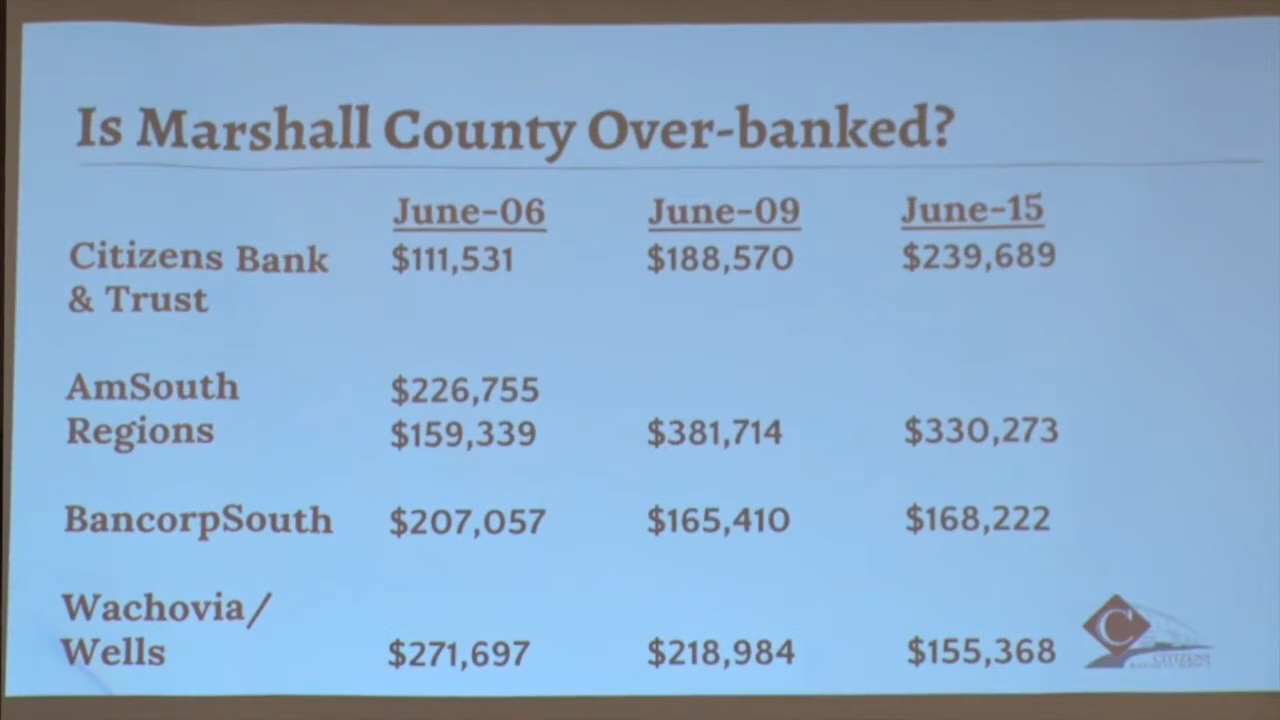 Is Marshall County Over-banked?
June-06 June-09 June-15
Citizens Bank $111,531 $188,570 $239,689
& Trust
AmSouth $226,755
Regions $159,339 $381,714 $330,273
BancorpSouth $207,057 $165,410 $168,222
Wachovia/
Wells $271,697 $218,984 $155,368
C
CITIZENS